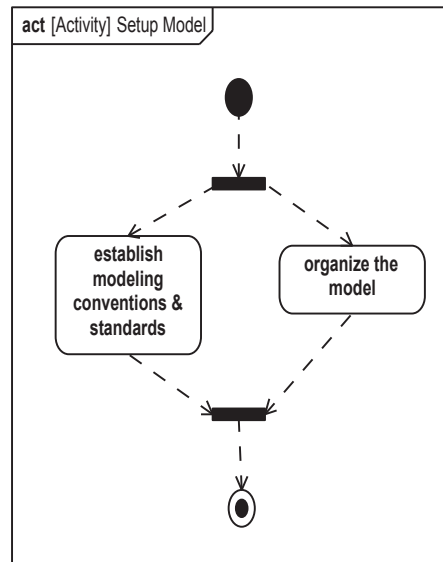 act [Activity] Setup Model
establish
modeling
conventions &
standards
organize the
model